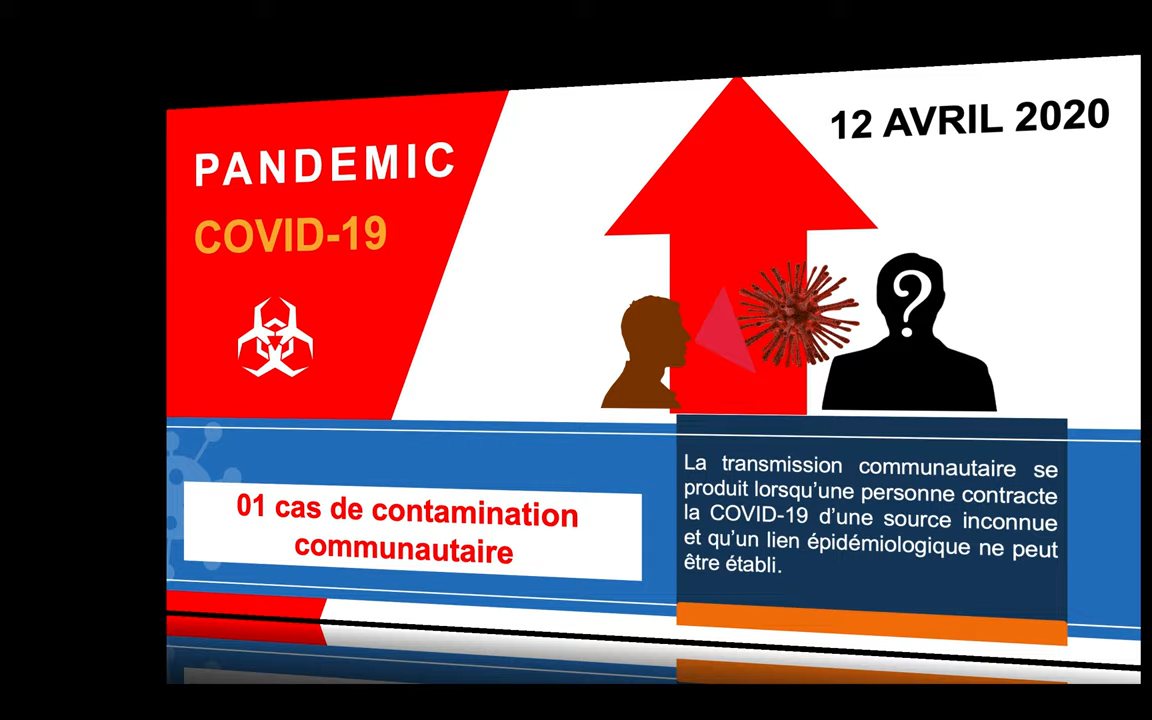 PANDEMIC
COVID-19
12 AVRIL 2020
?
01 cas de contamination
communautaire
La transmission communautaire se
produit lorsqu’une personne contracte
la COVID-19 d’une source inconnue
et qu’un lien épidémiologique ne peut
être établi.